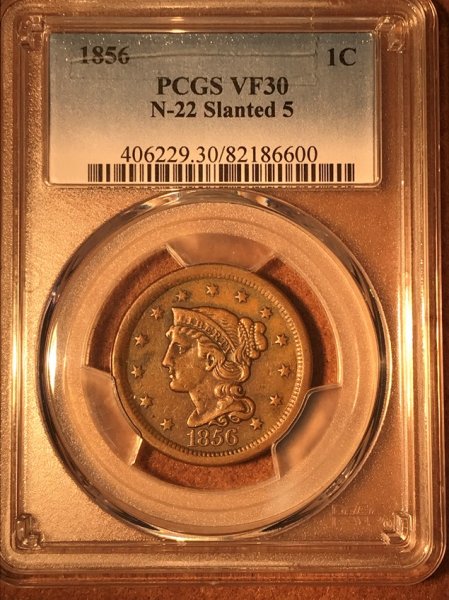 1856 1C
PCGS VF30
N-22 Slanted 5
406229.30/82186600
1856